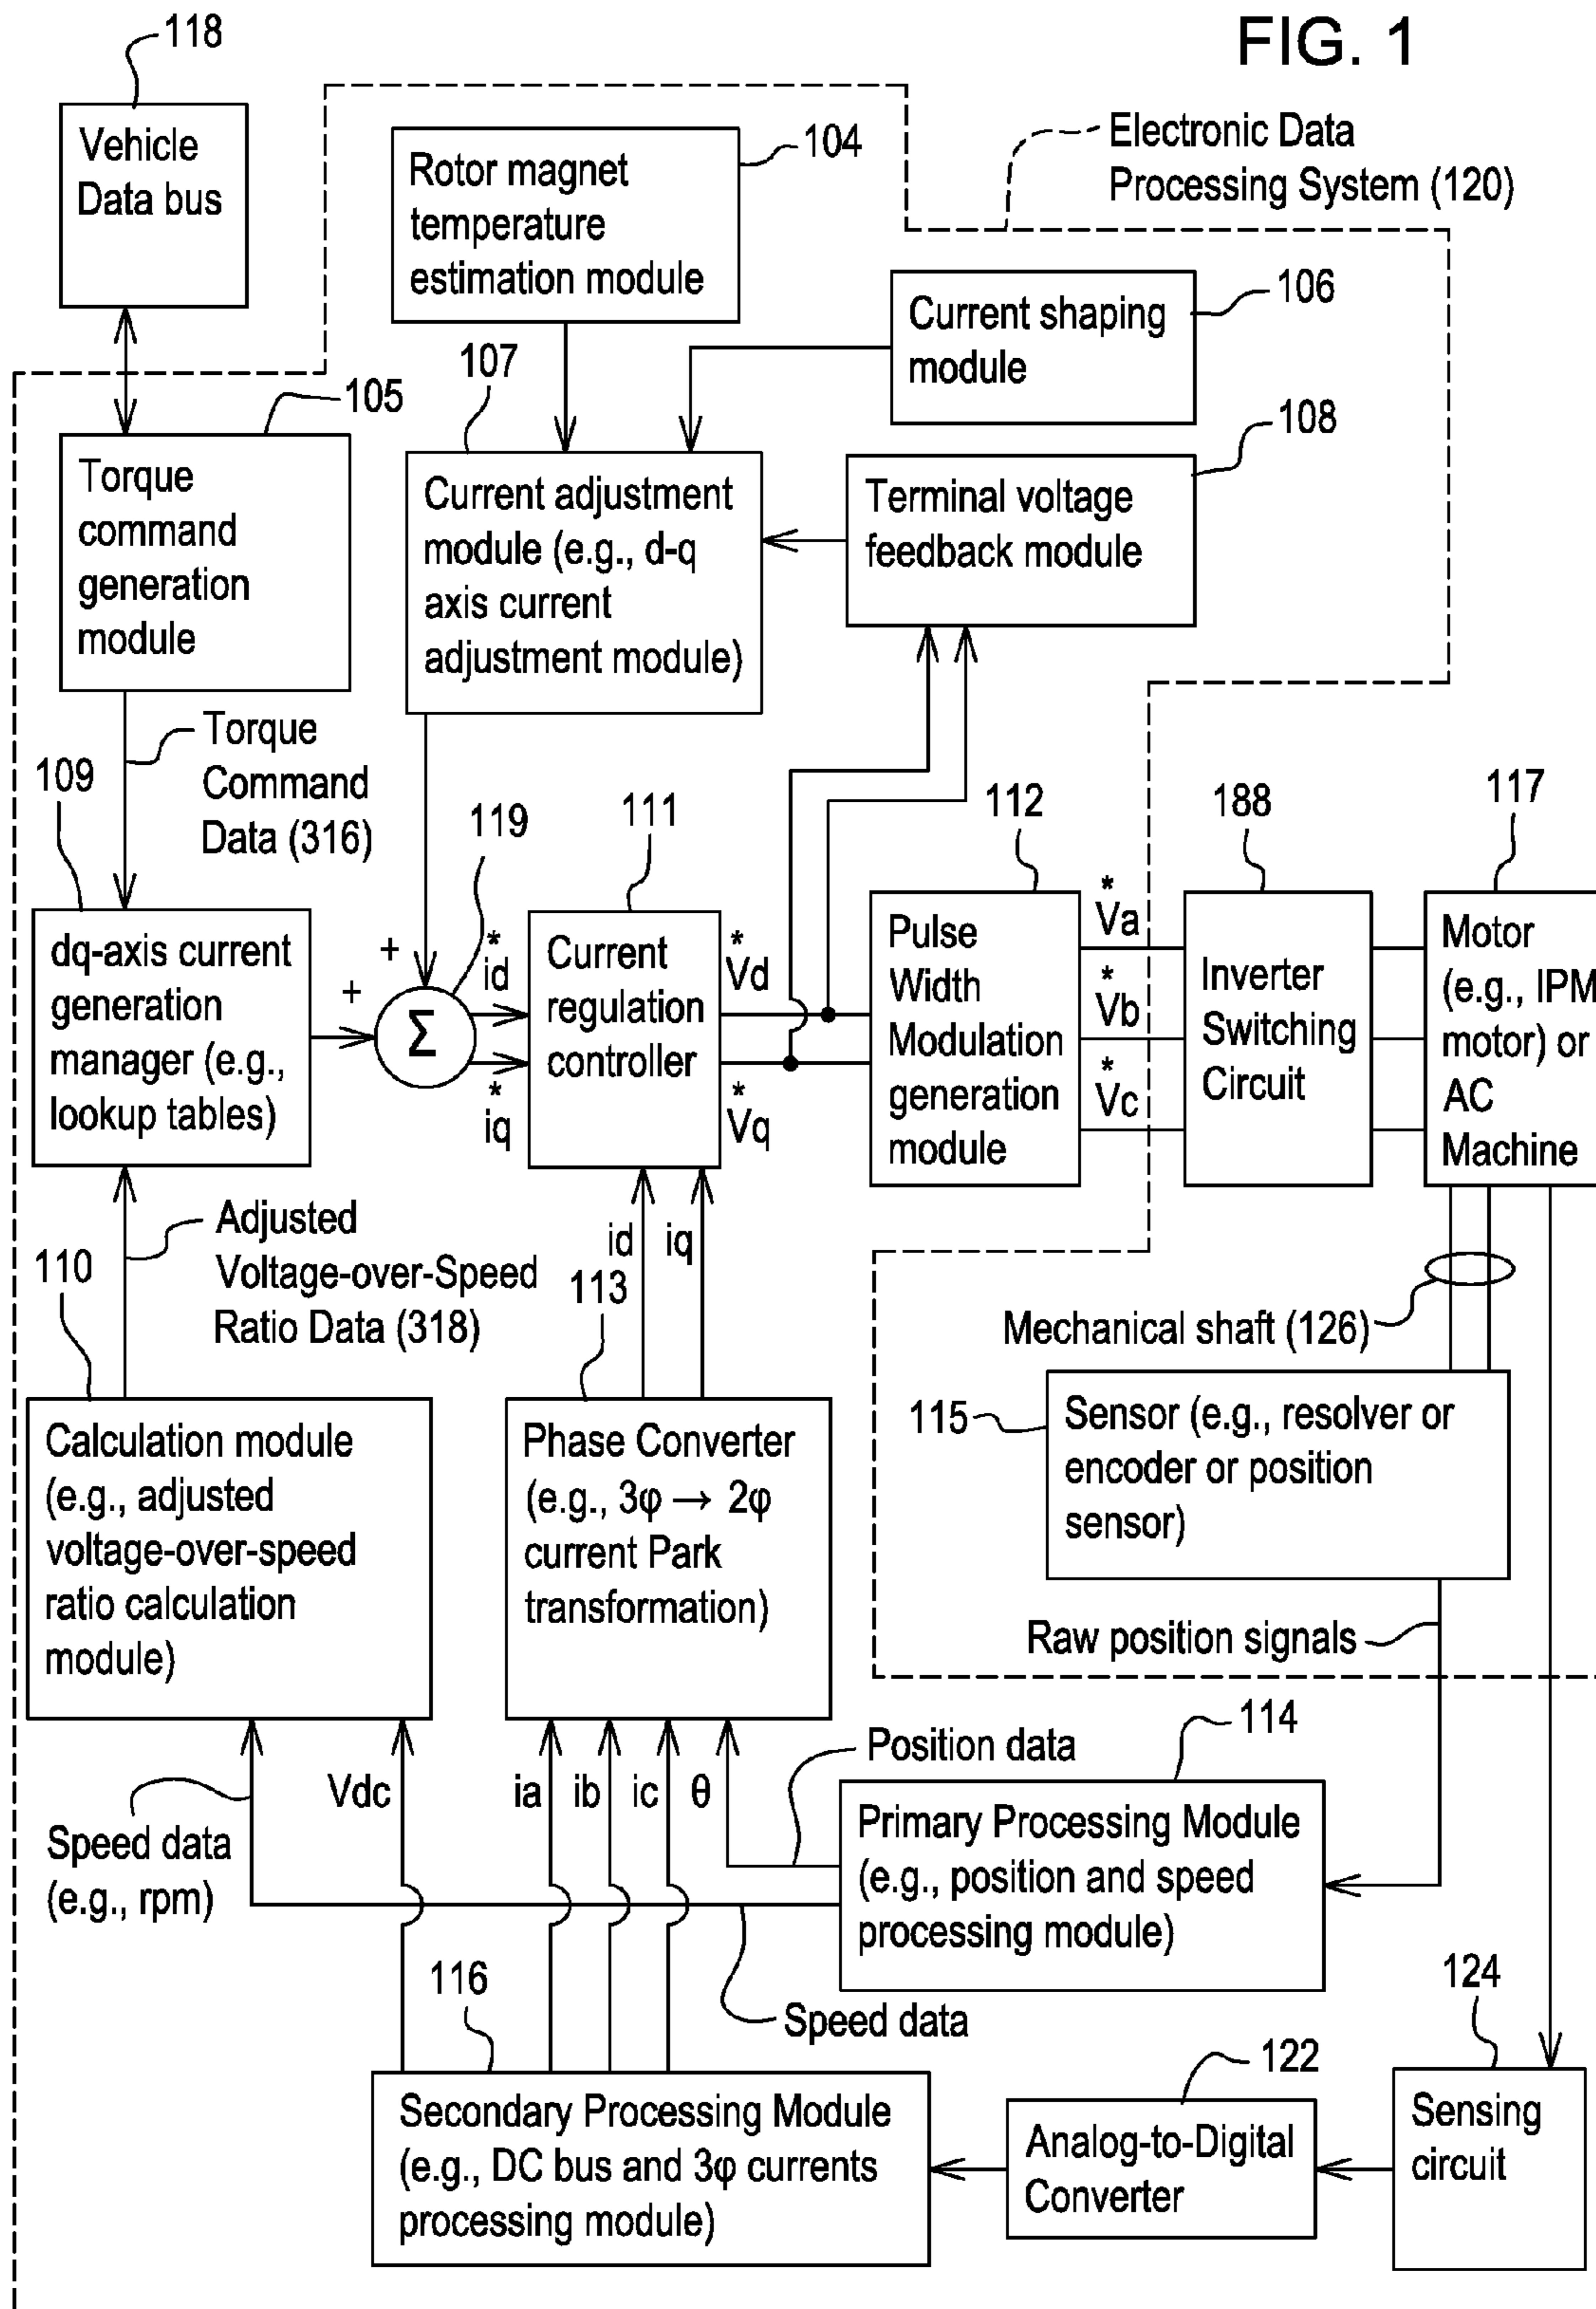 FIG. 1
118
Vehicle
Data bus
Rotor magnet
temperature
estimation module
104
Electronic Data
Processing System (120)
Current shaping
module
106
107
105
108
Torque
command
generation
module
Current adjustment
module (e.g., d-q
axis current
adjustment module)
Terminal voltage
feedback module
Torque
Command
Data (316)
109
119
111
112
188
117
dq-axis current
generation
manager (e.g.,
lookup tables)
+
+
Σ
*
id
*
iq
Current
regulation
controller
*
Vd
*
Vq
Pulse
Width
Modulation
generation
module
*
Va
*
Vb
*
Vc
Inverter
Switching
Circuit
Motor
(e.g., IPM
motor) or
AC
Machine
Adjusted
Voltage-over-Speed
Ratio Data (318)
110
id
iq
113
Mechanical shaft (126)
Calculation module
(e.g., adjusted
voltage-over-speed
ratio calculation
module)
Phase Converter
(e.g., 3φ → 2φ
current Park
transformation)
115
Sensor (e.g., resolver or
encoder or position
sensor)
Raw position signals
114
Position data
Vdc
ia
ib
ic
θ
Speed data
(e.g., rpm)
Primary Processing Module
(e.g., position and speed
processing module)
116
Speed data
124
122
Secondary Processing Module
(e.g., DC bus and 3φ currents
processing module)
Analog-to-Digital
Converter
Sensing
circuit